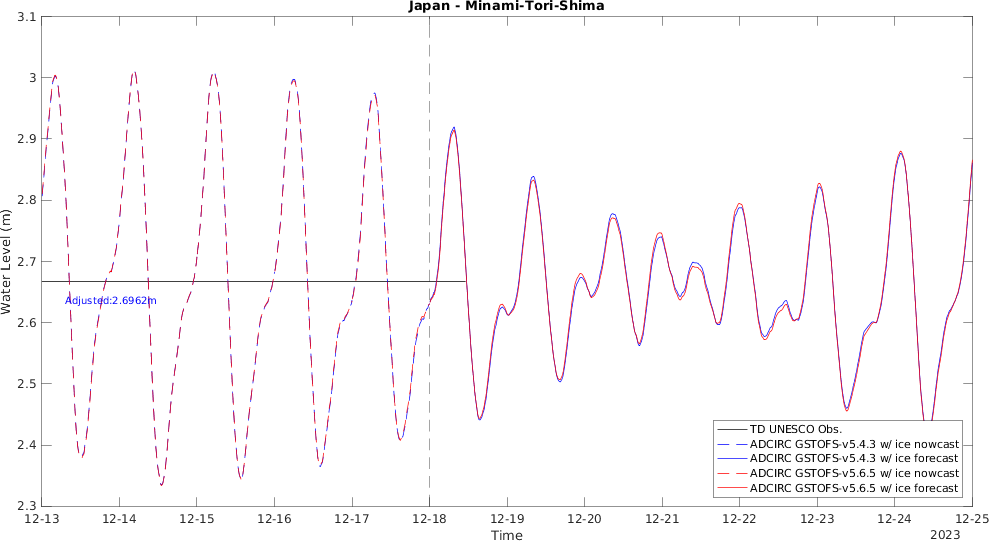 Japan - Minami-Tori-Shima
3.1
3
2.9
2.8
2.7
2.6
2.5
2.4
2.3
Water Level (m)
Adjusted:2.6962m
TD UNESCO Obs.
ADCIRC GSTOFS-v5.4.3 w/ ice nowcast
ADCIRC GSTOFS-v5.4.3 w/ ice forecast
ADCIRC GSTOFS-v5.6.5 w/ ice nowcast
ADCIRC GSTOFS-v5.6.5 w/ ice forecast
12-13 12-14 12-15 12-16 12-17 12-18 12-19 12-20 12-21 12-22 12-23 12-24 12-25
Time
2023